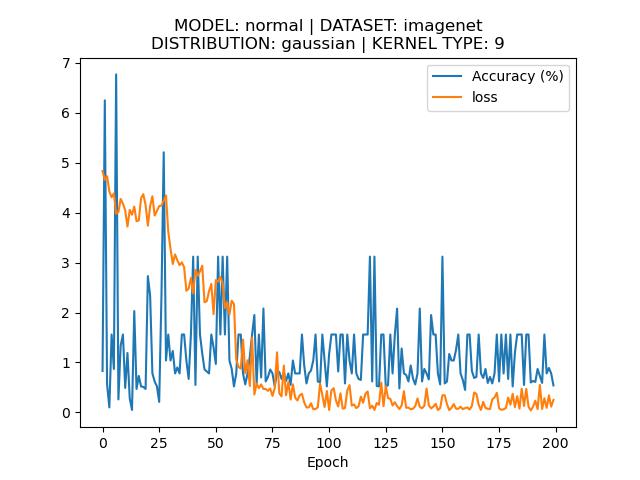 MODEL: normal | DATASET: imagenet
DISTRIBUTION: gaussian | KERNEL TYPE: 9
7
6
5
4
3
2
1
0
Accuracy (%)
loss
0 25 50 75 100 125 150 175 200
Epoch